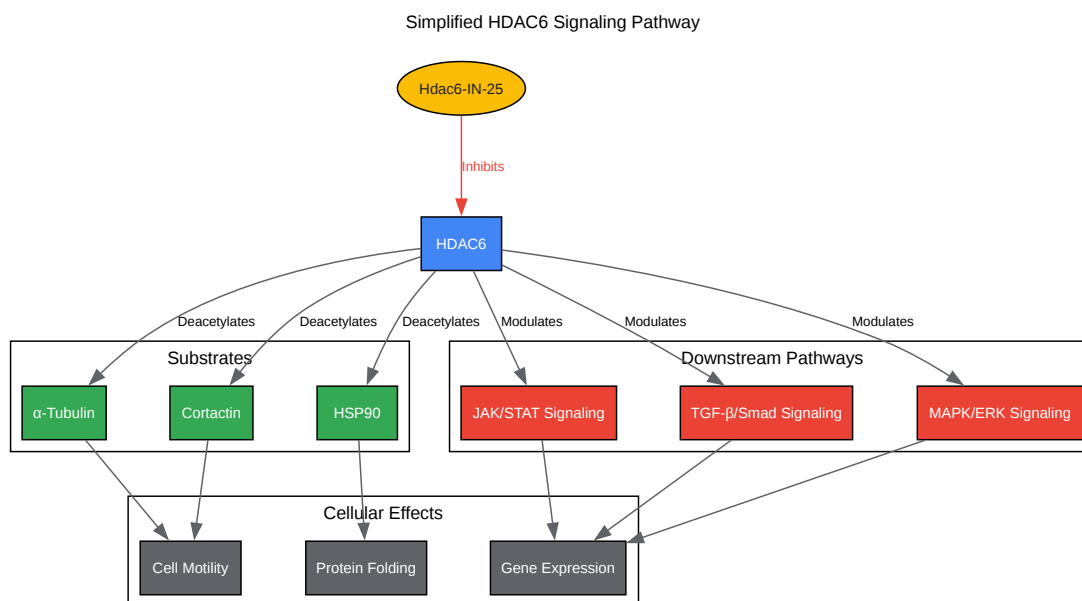 Simplified HDAC6 Signaling Pathway
Hdac6-IN-25
Inhibits
HDAC6
Deacetylates
Deacetylates
Deacetylates
Modulates
Modulates
Modulates
Substrates
Downstream Pathways
α-Tubulin
Cortactin
HSP90
JAK/STAT Signaling
TGF-β/Smad Signaling
MAPK/ERK Signaling
Cellular Effects
Cell Motility
Protein Folding
Gene Expression